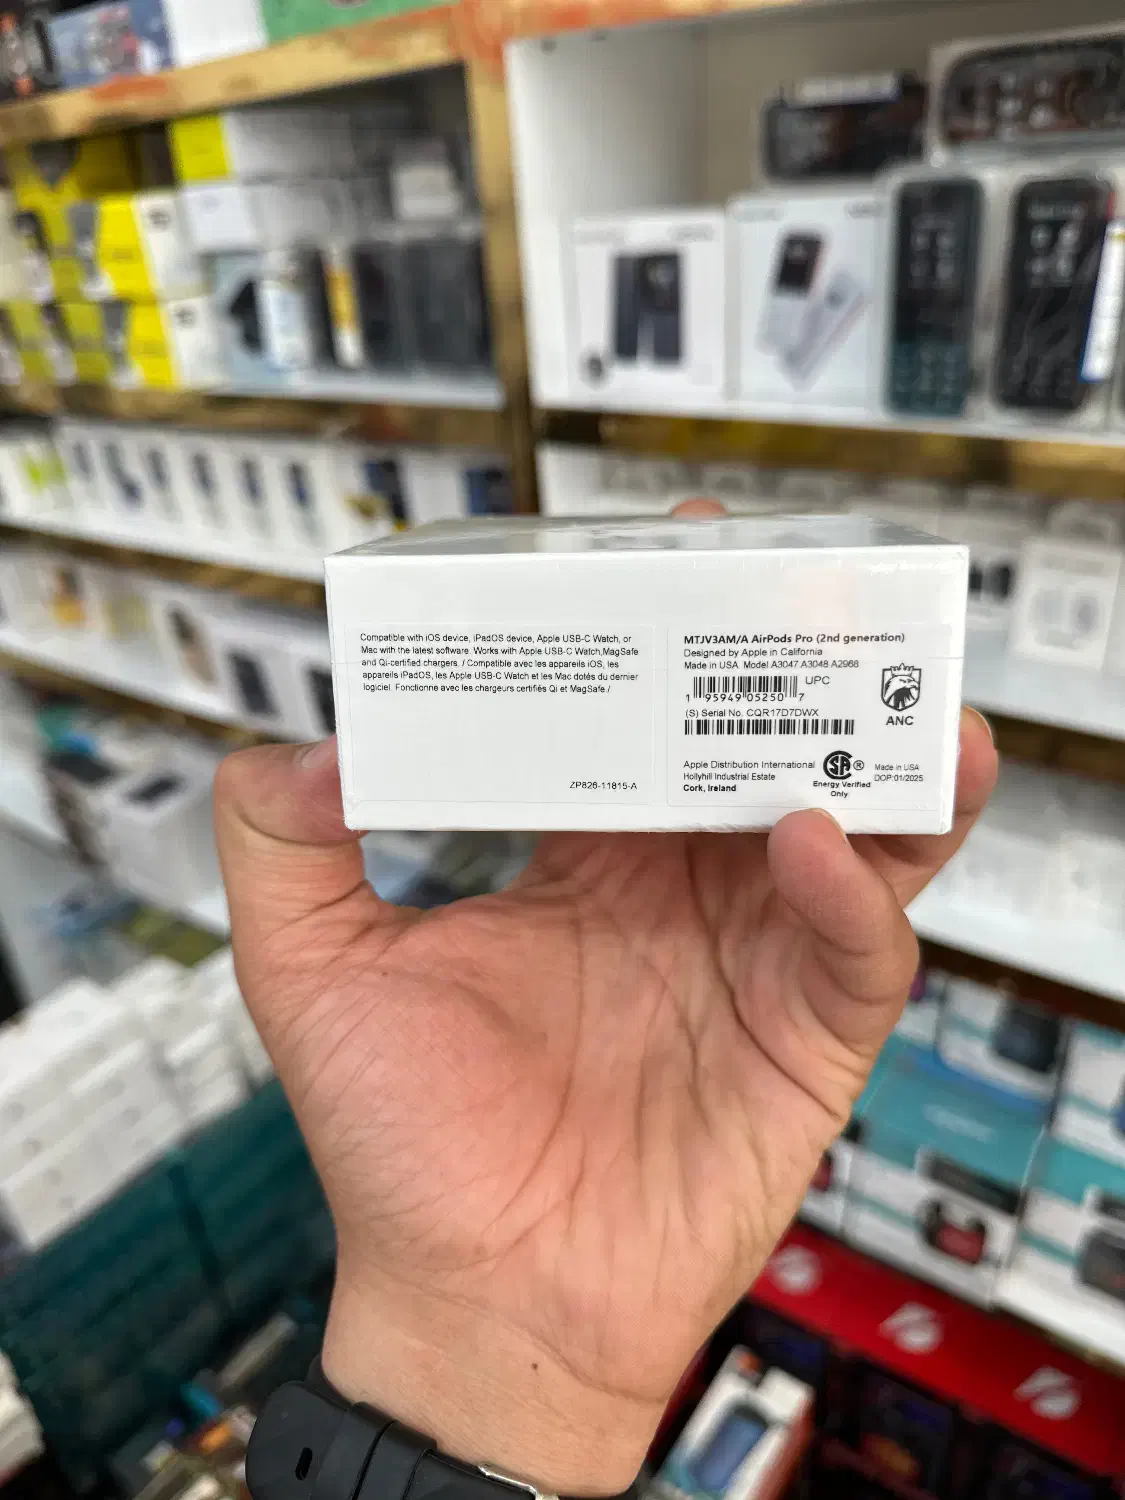 Compatible with iOS device, iPadOS device, Apple USB-C Watch, or
Mac with the latest software. Works with Apple USB-C Watch,MagSafe
and Qi-certified chargers. / Compatible avec les appareils iOS, les
appareils iPadOS, les Apple USB-C Watch et les Mac dotés du dernier
logiciel. Fonctionne avec les chargeurs certifiés Qi et MagSafe /
ZP826-11815-A
MTJV3AM/A AirPods Pro (2nd generation)
Designed by Apple in California
Made in USA Model A3047 A3048 A2968
UPC
1 95949 05250 7
(S) Serial No. CQR17D7DWX
ANC
Apple Distribution International
Hollyhill Industrial Estate
Cork, Ireland
SA ®
Energy Verified
Only
Made in USA
DOP:01/2025